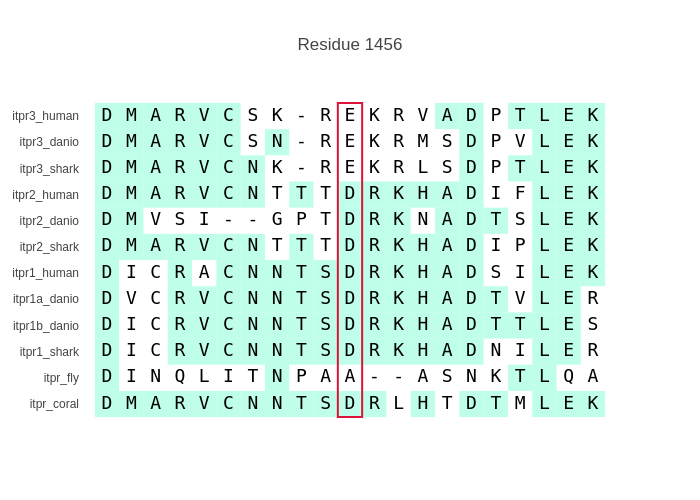 Residue 1456
itpr3_human D M A R V C S K - R E K R V A D P T L E K
itpr3_danio D M A R V C S N - R E K R M S D P V L E K
itpr3_shark D M A R V C N K - R E K R L S D P T L E K
itpr2_human D M A R V C N T T T D R K H A D I F L E K
itpr2_danio D M V S I - - G P T D R K N A D T S L E K
itpr2_shark D M A R V C N T T T D R K H A D I P L E K
itpr1_human D I C R A C N N T S D R K H A D S I L E K
itpr1a_danio D V C R V C N N T S D R K H A D T V L E R
itpr1b_danio D I C R V C N N T S D R K H A D T T L E S
itpr1_shark D I C R V C N N T S D R K H A D N I L E R
itpr_fly D I N Q L I T N P A A - - A S N K T L Q A
itpr_coral D M A R V C N N T S D R L H T D T M L E K